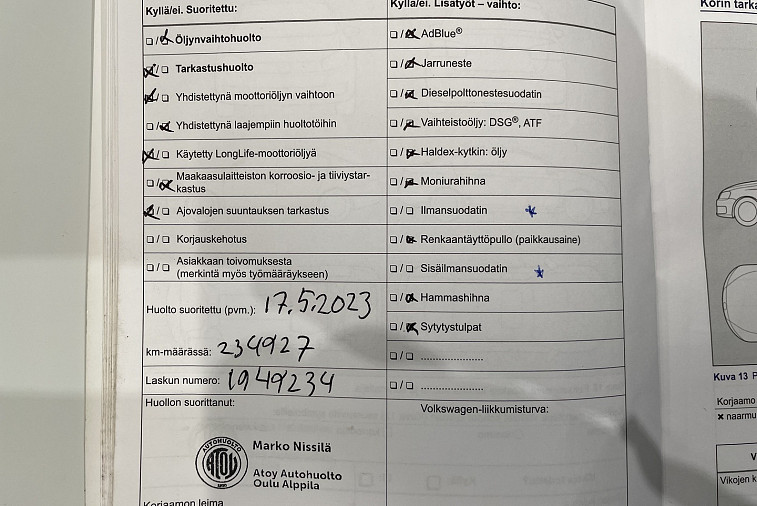 Kyllä/ei. Suoritettu:
Öljynvaihtohuolto
Tarkastushuolto
Yhdistettynä moottoriöljyn vaihtoon
Yhdistettynä laajempiin huoltotöihin
Käytetty LongLife-moottoriöljyä
Maakaasulaitteiston korroosio- ja tiiviystar-
kastus
Ajovalojen suuntauksen tarkastus
Korjauskehotus
Asiakkaan toivomuksesta
(merkintä myös työmääräykseen)
Huolto suoritettu (pvm.): 17.5.2023
km-määrässä: 234927
Laskun numero: 1949234
Huollon suorittanut:
AUTOHUOLTO
ATOY
Marko Nissilä
Atoy Autohuolto
Oulu Alppila
Korjaamon leima
Kyllä/ei. Lisätyöt – vaihto:
AdBlue®
Jarruneste
Dieselpolttonestesuodatin
Vaihteistoöljy: DSG®, ATF
Haldex-kytkin: öljy
Moniurahihna
Ilmansuodatin *
Renkaantäyttöpullo (paikkausaine)
Sisäilmansuodatin *
Hammashihna
Sytytystulpat
Volkswagen-liikkumisturva:
Korin tarka
Kuva 13 P
Korjaamo
× naarmu
V
Vikojen k